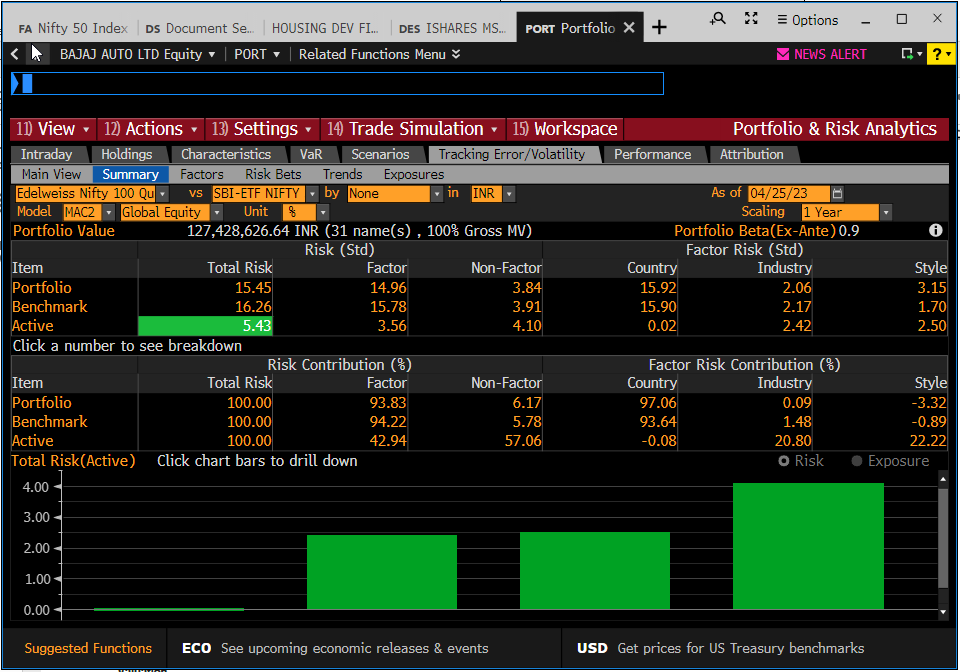 FA Nifty 50 Index DS Document Se... HOUSING DEV FI... DES ISHARES MS... PORT Portfolio Options
BAJAJ AUTO LTD Equity PORT Related Functions Menu NEWS ALERT ?
11) View 12) Actions 13) Settings 14) Trade Simulation 15) Workspace Portfolio & Risk Analytics
Intraday Holdings Characteristics VaR Scenarios Tracking Error/Volatility Performance Attribution
Main View Summary Factors Risk Bets Trends Exposures
Edelweiss Nifty 100 Qu vs SBI-ETF NIFTY by None in INR As of 04/25/23
Model MAC2 Global Equity Unit % Scaling 1 Year
Portfolio Value 127,428,626.64 INR (31 name(s) , 100% Gross MV) Portfolio Beta(Ex-Ante) 0.9
Risk (Std) Factor Risk (Std)
Item Total Risk Factor Non-Factor Country Industry Style
Portfolio 15.45 14.96 3.84 15.92 2.06 3.15
Benchmark 16.26 15.78 3.91 15.90 2.17 1.70
Active 5.43 3.56 4.10 0.02 2.42 2.50
Click a number to see breakdown
Risk Contribution (%) Factor Risk Contribution (%)
Item Total Risk Factor Non-Factor Country Industry Style
Portfolio 100.00 93.83 6.17 97.06 0.09 -3.32
Benchmark 100.00 94.22 5.78 93.64 1.48 -0.89
Active 100.00 42.94 57.06 -0.08 20.80 22.22
Total Risk(Active) Click chart bars to drill down Risk Exposure
4.00
3.00
2.00
1.00
0.00
Suggested Functions ECO See upcoming economic releases & events USD Get prices for US Treasury benchmarks